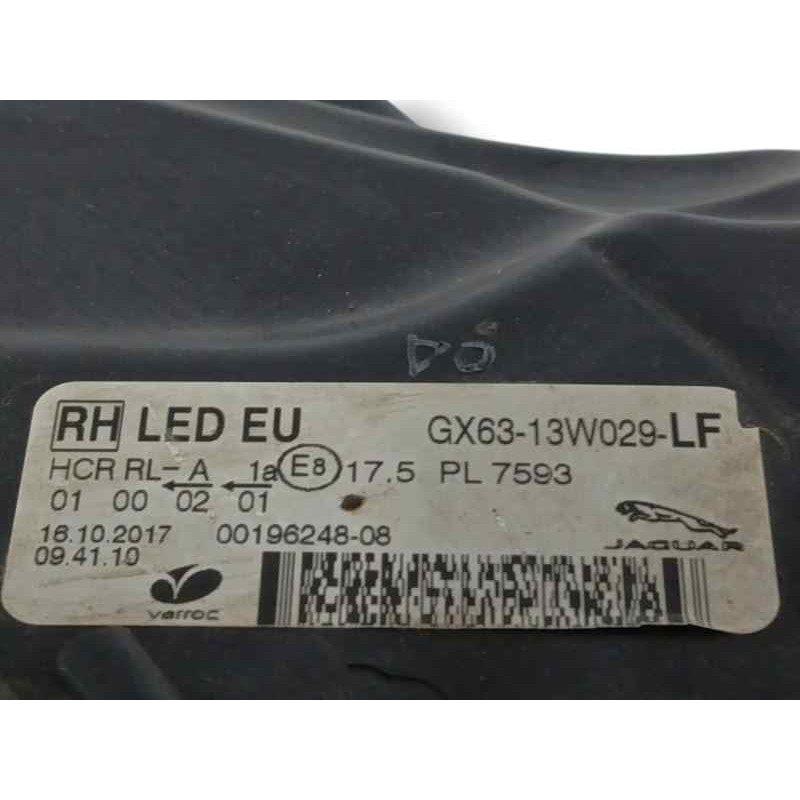 RH LED EU GX63-13W029-LF
HCR RL-A 1a E8 17.5 PL 7593
01 00 02 01
16.10.2017 00196248-08
09.41.10
JAGUAR
varroc